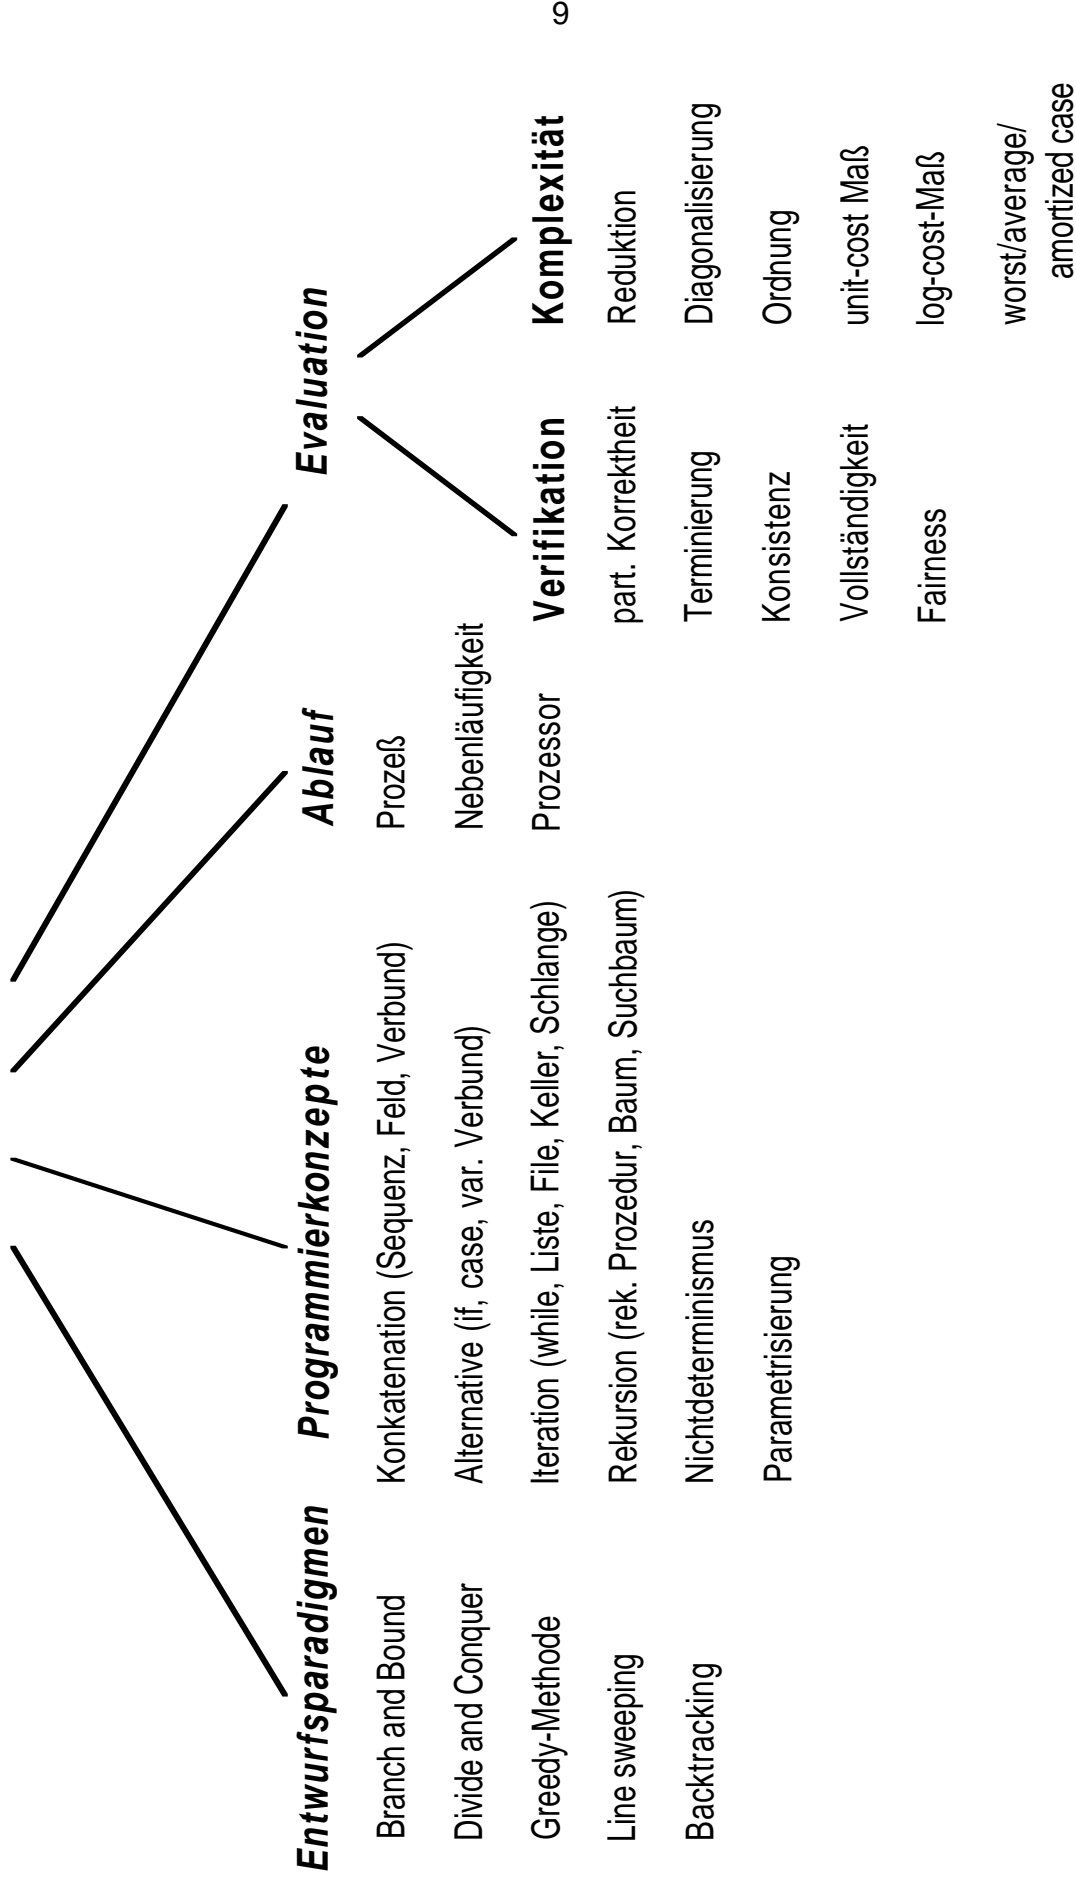 9
Entwurfsparadigmen
Branch and Bound
Divide and Conquer
Greedy-Methode
Line sweeping
Backtracking
Programmierkonzepte
Konkatenation (Sequenz, Feld, Verbund)
Alternative (if, case, var. Verbund)
Iteration (while, Liste, File, Keller, Schlange)
Rekursion (rek. Prozedur, Baum, Suchbaum)
Nichtdeterminismus
Parametrisierung
Ablauf
Prozeß
Nebenläufigkeit
Prozessor
Evaluation
Verifikation
part. Korrektheit
Terminierung
Konsistenz
Vollständigkeit
Fairness
Komplexität
Reduktion
Diagonalisierung
Ordnung
unit-cost Maß
log-cost-Maß
worst/average/
amortized case